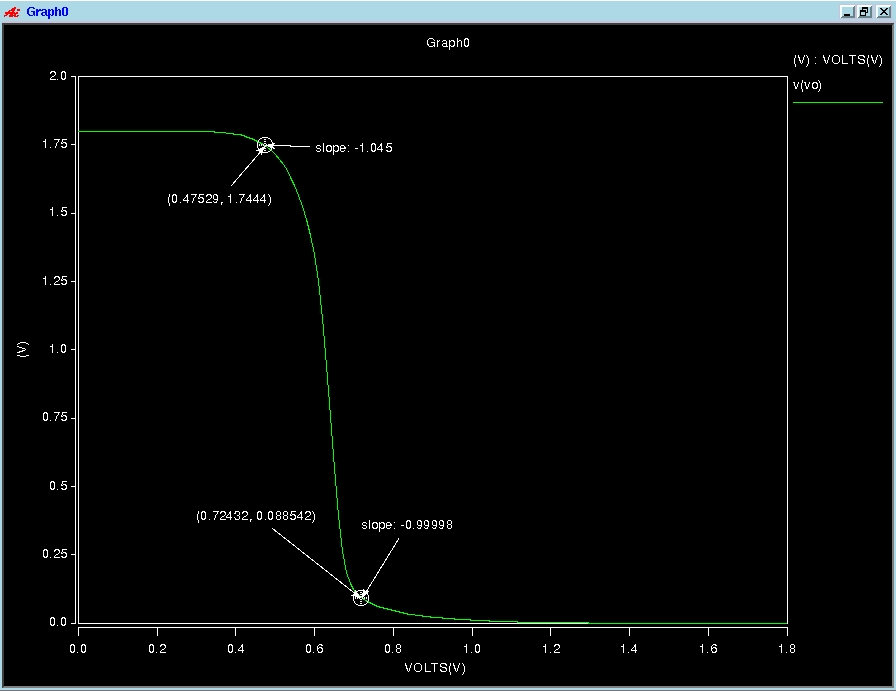 Graph0
Graph0
(V) : VOLTS(V)
v(vo)
2.0
1.75
1.5
1.25
1.0
0.75
0.5
0.25
0.0
(V)
slope: -1.045
(0.47529, 1.7444)
(0.72432, 0.088542)
slope: -0.99998
0.0 0.2 0.4 0.6 0.8 1.0 1.2 1.4 1.6 1.8
VOLTS(V)